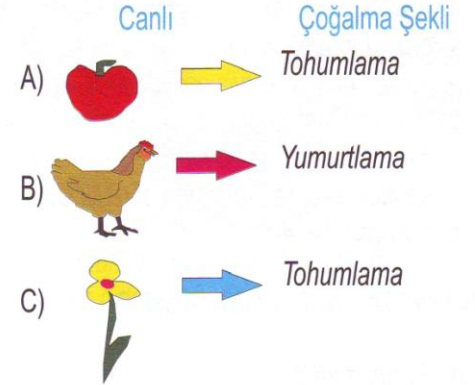 Canlı Çoğalma Şekli
A) Tohumlama
B) Yumurtlama
C) Tohumlama